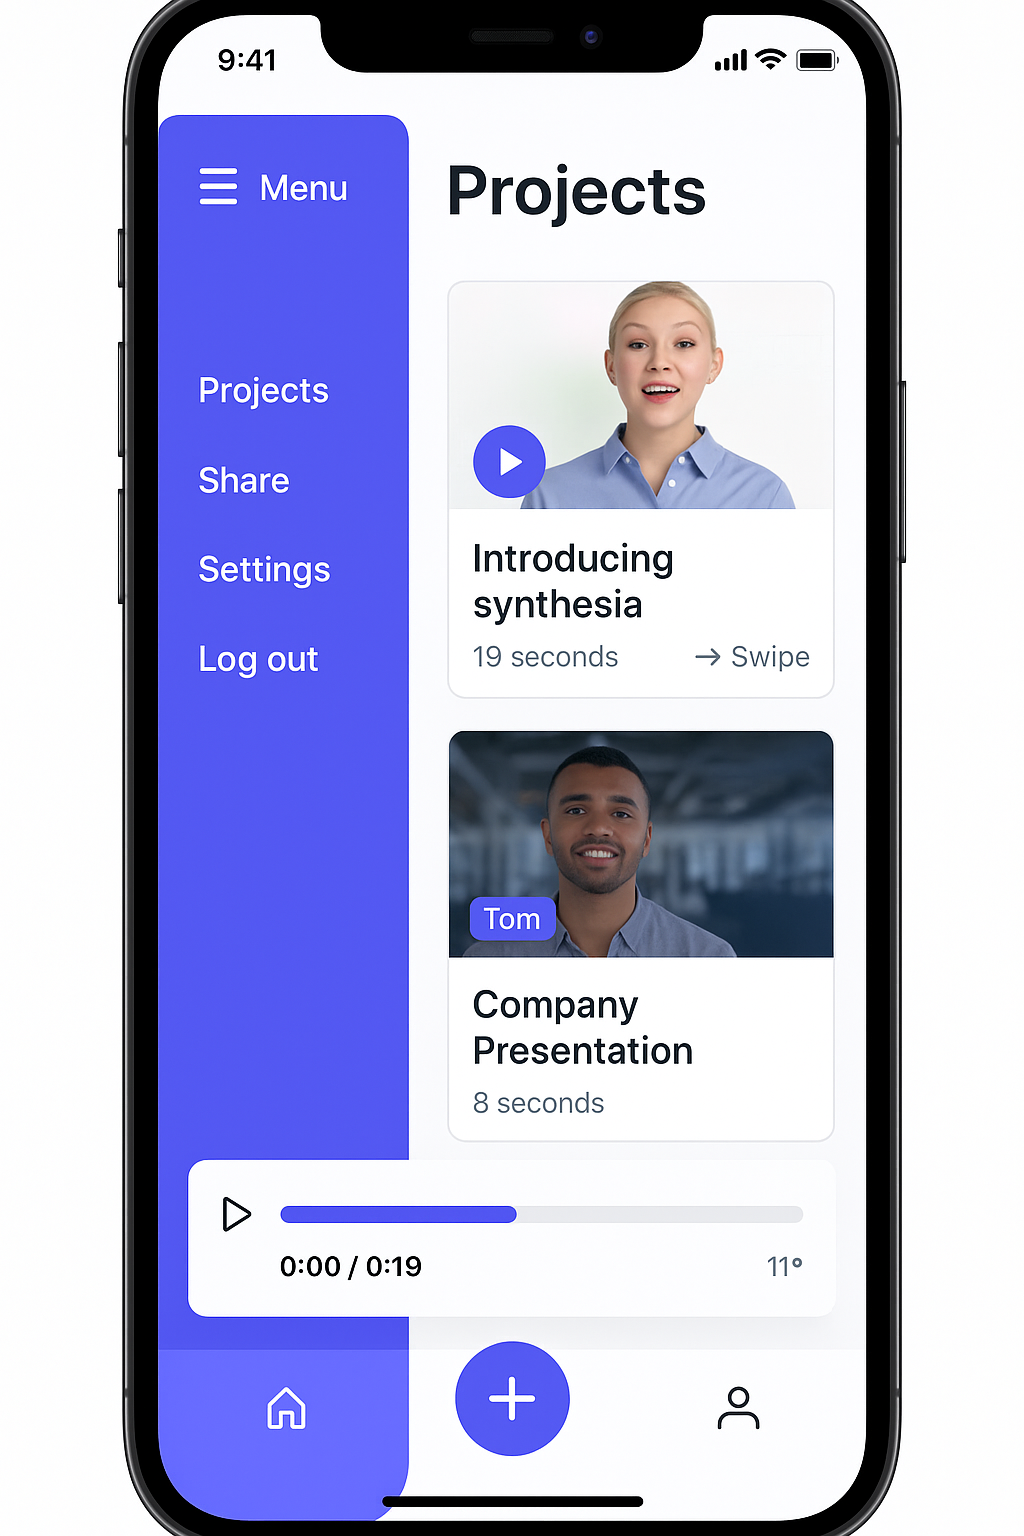 9:41
Menu
Projects
Share
Settings
Log out
Projects
Introducing
synthesia
19 seconds → Swipe
Tom
Company
Presentation
8 seconds
0:00 / 0:19
11°